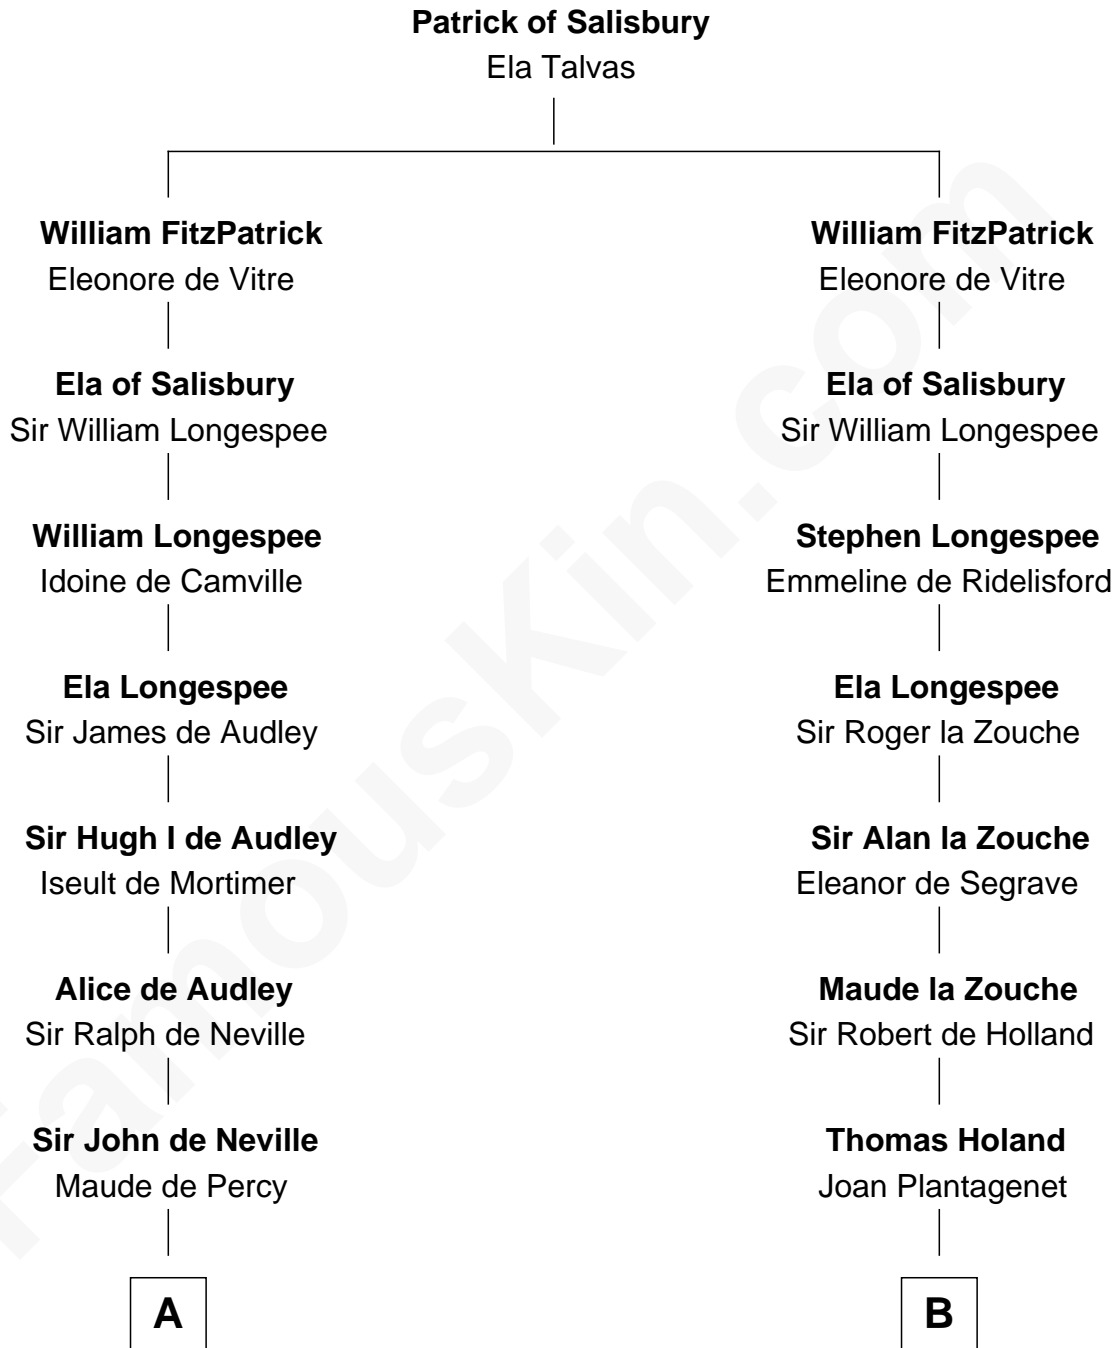 Patrick of Salisbury
Ela Talvas
William FitzPatrick
Eleonore de Vitre
William FitzPatrick
Eleonore de Vitre
Ela of Salisbury
Sir William Longespee
Ela of Salisbury
Sir William Longespee
William Longespee
Idoine de Camville
Stephen Longespee
Emmeline de Ridelisford
Ela Longespee
Sir James de Audley
Ela Longespee
Sir Roger la Zouche
Sir Hugh I de Audley
Iseult de Mortimer
Sir Alan la Zouche
Eleanor de Segrave
Alice de Audley
Sir Ralph de Neville
Maude la Zouche
Sir Robert de Holland
Sir John de Neville
Maude de Percy
Thomas Holand
Joan Plantagenet
A
B
FamousKin.com